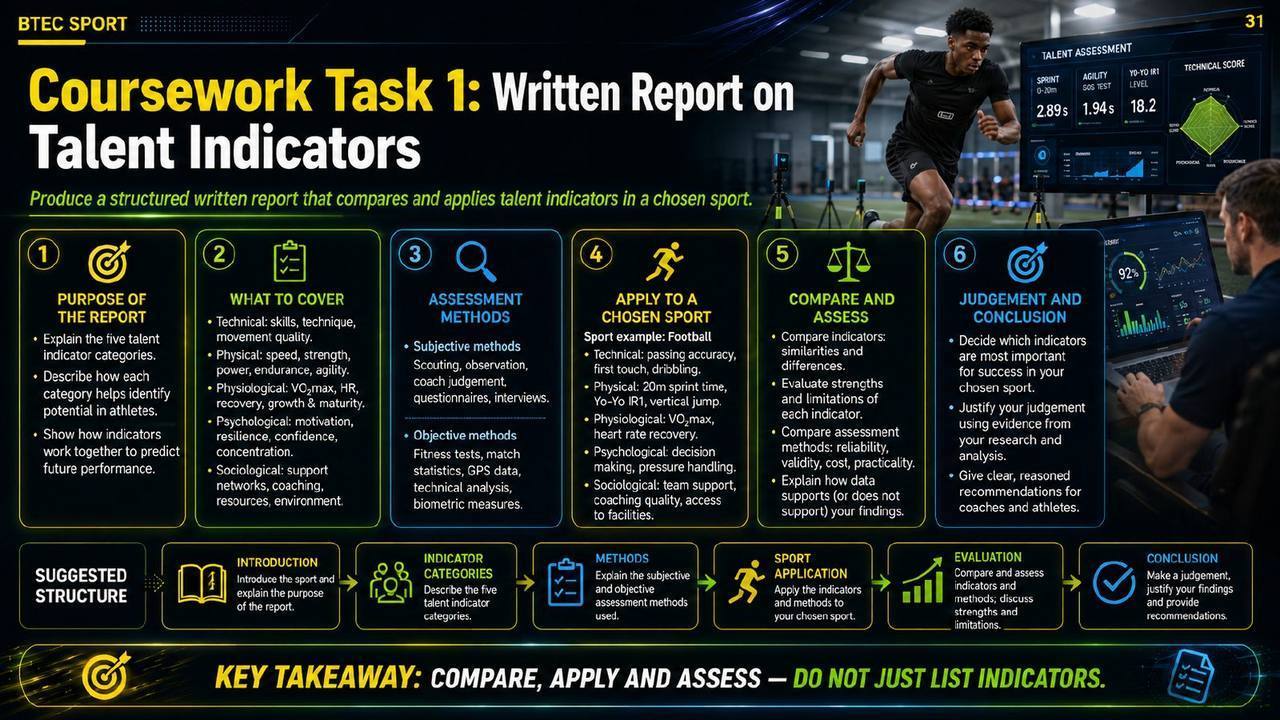 BTEC SPORT
31
Coursework Task 1: Written Report on
Talent Indicators
Produce a structured written report that compares and applies talent indicators in a chosen sport.
TALENT ASSESSMENT
SPRINT
0-20m
2.89 s
AGILITY
1.94 s
YO-YO IR1
LEVEL
18.2
TECHNICAL SCORE
92%
1
PURPOSE OF
THE REPORT
• Explain the five talent
indicator categories.
• Describe how each
category helps identify
potential in athletes.
• Show how indicators
work together to predict
future performance.
2
WHAT TO COVER
• Technical: skills, technique,
movement quality.
• Physical: speed, strength,
power, endurance, agility.
• Physiological: VO₂max, HR,
recovery, growth & maturity.
• Psychological: motivation,
resilience, confidence,
concentration.
• Sociological: support
networks, coaching,
resources, environment.
3
ASSESSMENT
METHODS
• Subjective methods
Scouting, observation,
coach judgement,
questionnaires, interviews.
• Objective methods
Fitness tests, match
statistics, GPS data,
technical analysis,
biometric measures.
4
APPLY TO A
CHOSEN SPORT
Sport example: Football
• Technical: passing accuracy,
first touch, dribbling.
• Physical: 20m sprint time,
Yo-Yo IR1, vertical jump.
• Physiological: VO₂max,
heart rate recovery.
• Psychological: decision
making, pressure handling.
• Sociological: team support,
coaching quality, access
to facilities.
5
COMPARE AND
ASSESS
• Compare indicators:
similarities and
differences.
• Evaluate strengths
and limitations of
each indicator.
• Compare assessment
methods: reliability,
validity, cost, practicality.
• Explain how data
supports (or does not
support) your findings.
6
JUDGEMENT AND
CONCLUSION
• Decide which indicators
are most important
for success in your
chosen sport.
• Justify your judgement
using evidence from
your research and
analysis.
• Give clear, reasoned
recommendations for
coaches and athletes.
SUGGESTED
STRUCTURE
INTRODUCTION
Introduce the sport and
explain the purpose
of the report.
INDICATOR
CATEGORIES
Describe the five
talent indicator
categories.
METHODS
Explain the subjective
and objective
assessment methods
used.
SPORT
APPLICATION
Apply the indicators
and methods to
your chosen sport.
EVALUATION
Compare and assess
indicators and
methods; discuss
strengths and
limitations.
CONCLUSION
Make a judgement,
justify your findings
and provide
recommendations.
KEY TAKEAWAY: COMPARE, APPLY AND ASSESS — DO NOT JUST LIST INDICATORS.